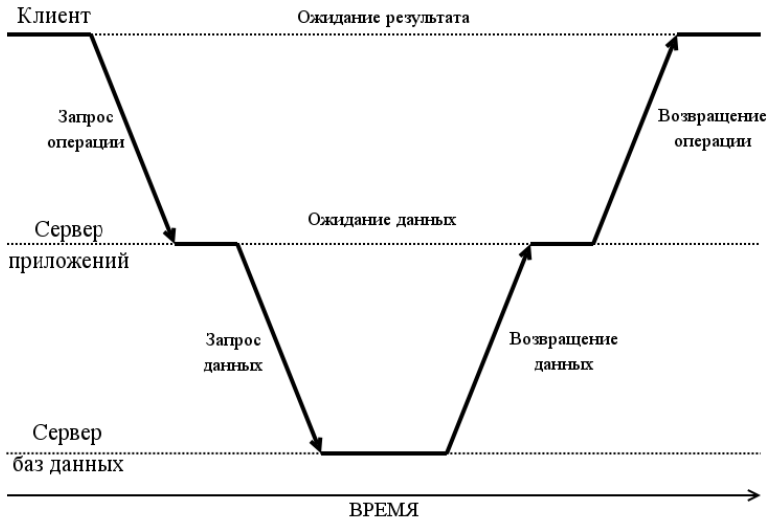 Клиент
Ожидание результата
Запрос
операции
Возвращение
операции
Сервер
приложений
Ожидание данных
Запрос
данных
Возвращение
данных
Сервер
баз данных
ВРЕМЯ